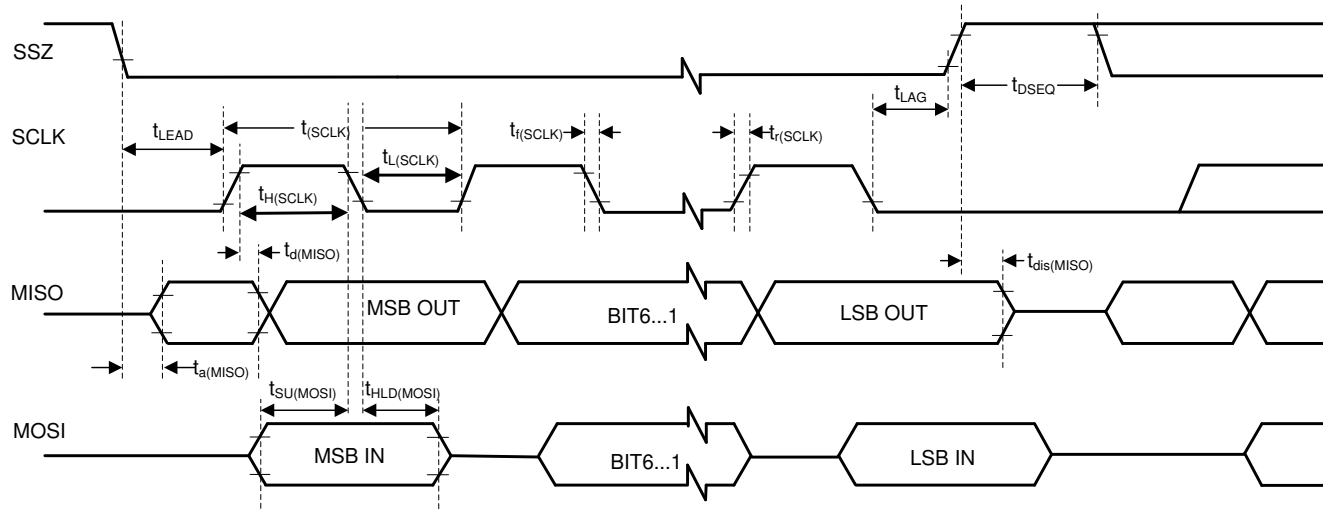 SSZ
tLAG
tDSEQ
SCLK
tLEAD
t(SCLK)
tf(SCLK)
tr(SCLK)
tL(SCLK)
tH(SCLK)
td(MISO)
tdis(MISO)
MISO
MSB OUT
BIT6...1
LSB OUT
ta(MISO)
tSU(MOSI)
tHLD(MOSI)
MOSI
MSB IN
BIT6...1
LSB IN